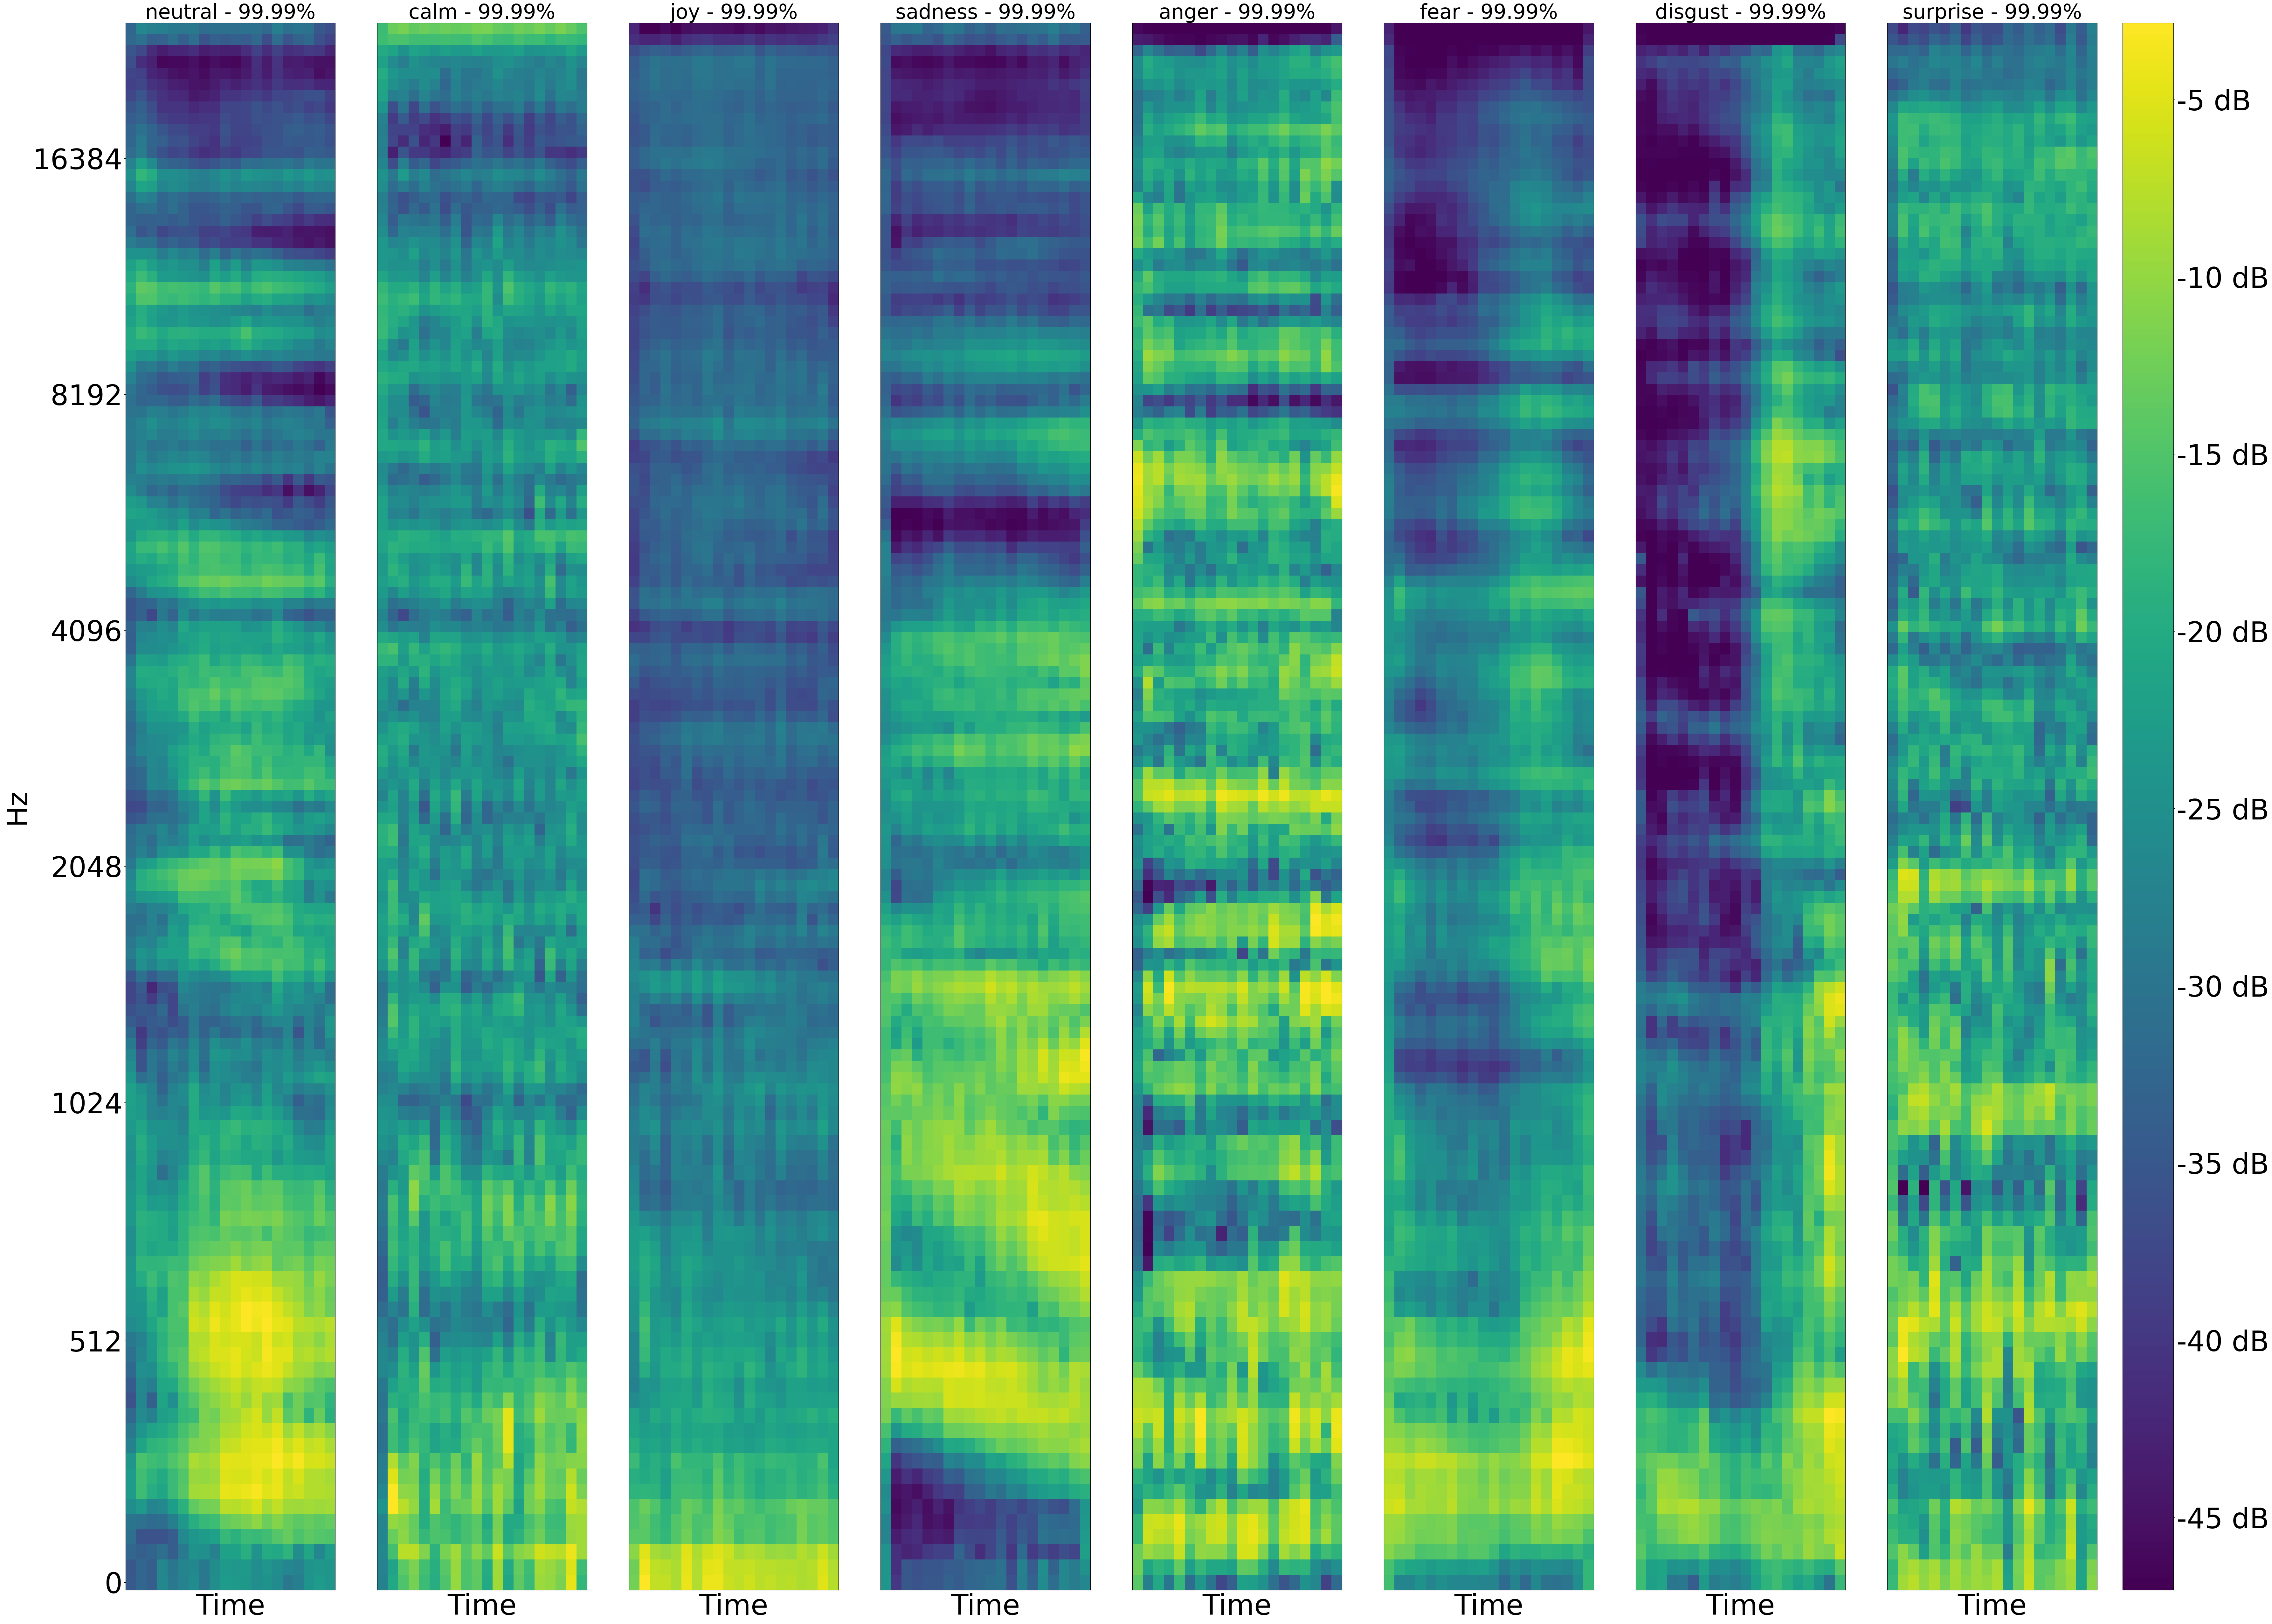 neutral - 99.99% calm - 99.99% joy - 99.99% sadness - 99.99% anger - 99.99% fear - 99.99% disgust - 99.99% surprise - 99.99%
-5 dB
16384
-10 dB
8192
-15 dB
4096
-20 dB
Hz
2048
-25 dB
-30 dB
1024
-35 dB
512
-40 dB
-45 dB
0
Time Time Time Time Time Time Time Time